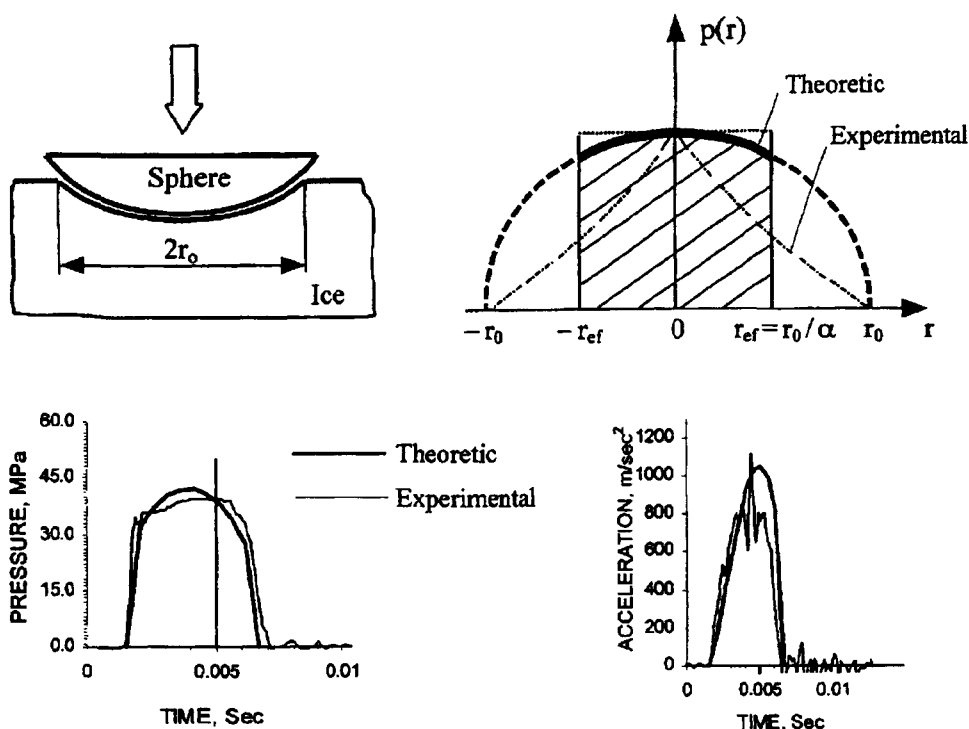 Sphere
2r₀
Ice
p(r)
Theoretic
Experimental
−r₀ −r_ef 0 r_ef = r₀/α r₀ r
PRESSURE, MPa
60.0
45.0
30.0
15.0
0.0
0 0.005 0.01
TIME, Sec
Theoretic
Experimental
ACCELERATION, m/sec²
1200
1000
800
600
400
200
0
0 0.005 0.01
TIME, Sec